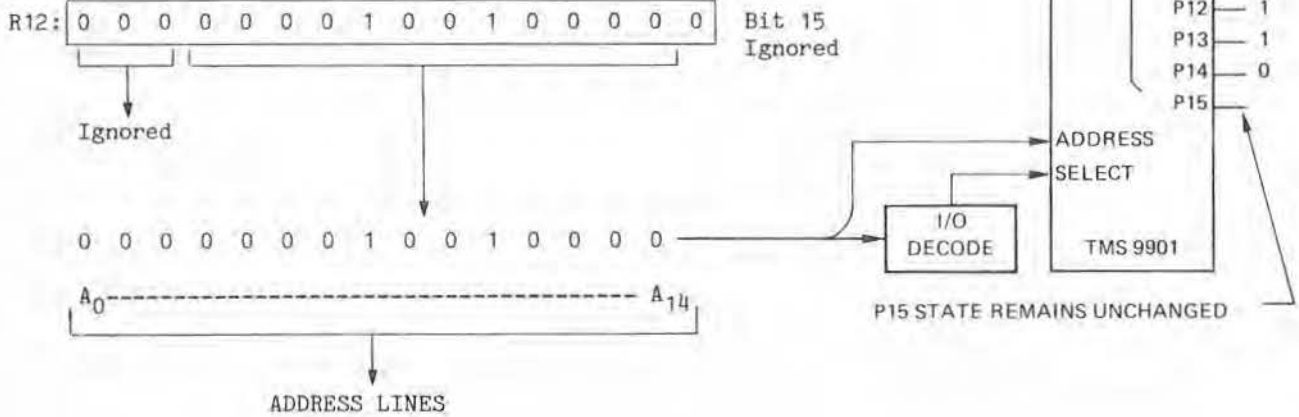 R12: 0 0 0 0 0 0 0 1 0 0 1 0 0 0 0 0 Bit 15
Ignored
Ignored
0 0 0 0 0 0 0 1 0 0 1 0 0 0 0
A0 A14
ADDRESS LINES
P12 1
P13 1
P14 0
P15
ADDRESS
SELECT
I/O
DECODE
TMS 9901
P15 STATE REMAINS UNCHANGED